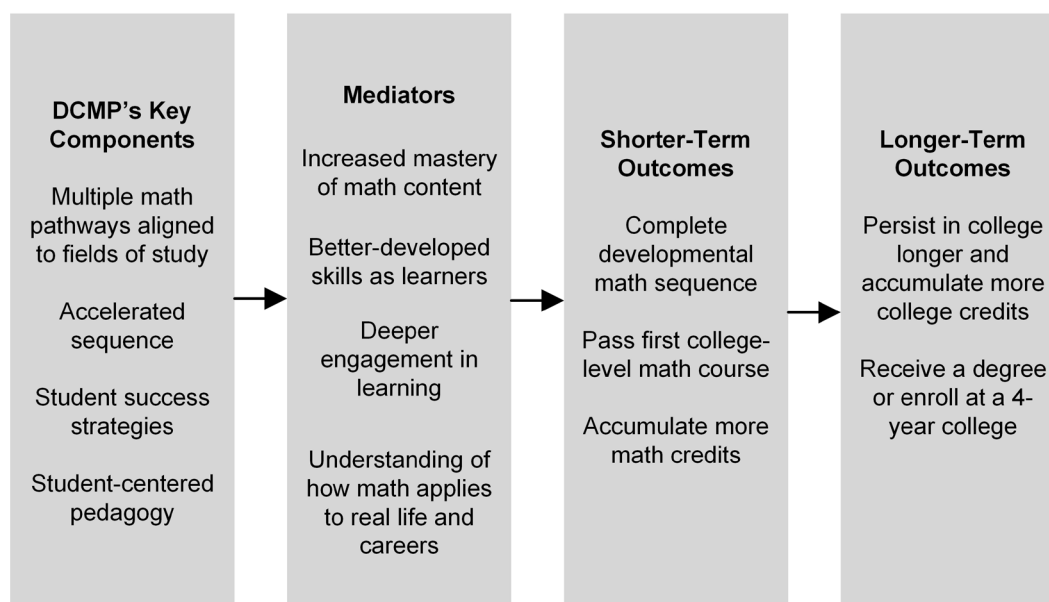 DCMP’s Key
Components
Multiple math
pathways aligned
to fields of study
Accelerated
sequence
Student success
strategies
Student-centered
pedagogy
Mediators
Increased mastery
of math content
Better-developed
skills as learners
Deeper
engagement in
learning
Understanding of
how math applies
to real life and
careers
Shorter-Term
Outcomes
Complete
developmental
math sequence
Pass first college-
level math course
Accumulate more
math credits
Longer-Term
Outcomes
Persist in college
longer and
accumulate more
college credits
Receive a degree
or enroll at a 4-
year college